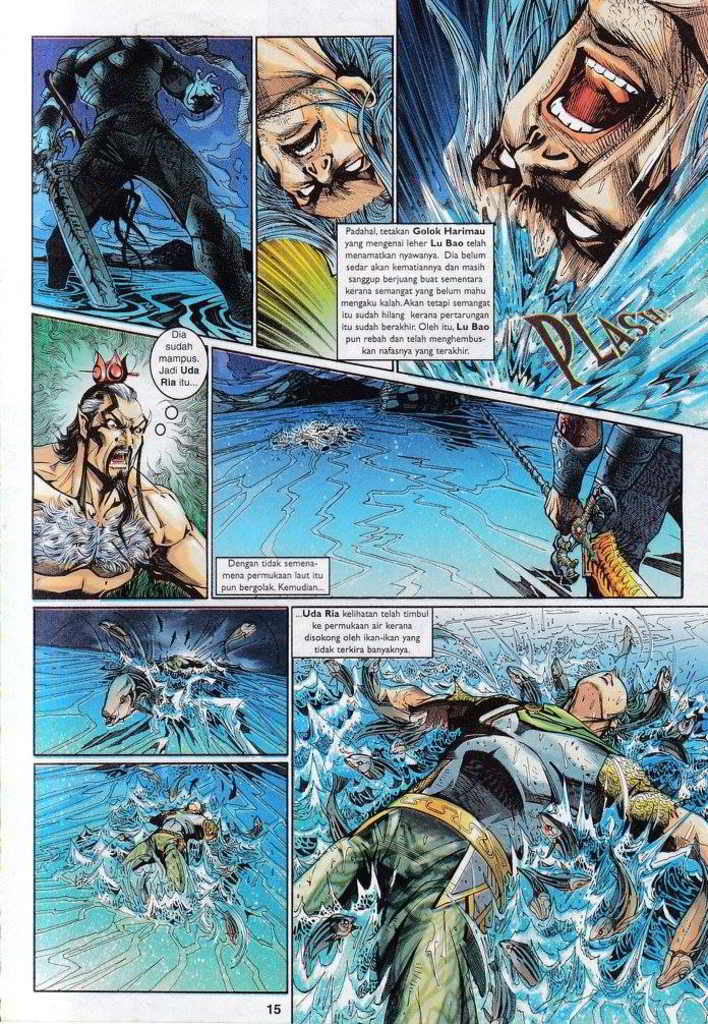 Padahal, tetakan Golok Harimau
yang mengenai leher Lu Bao telah
menamatkan nyawanya. Dia belum
sedar akan kematiannya dan masih
sanggup berjuang buat sementara
kerana semangat yang belum mahu
mengaku kalah. Akan tetapi semangat
itu sudah hilang kerana pertarungan
itu sudah berakhir. Oleh itu, Lu Bao
pun rebah dan telah menghembus-
kan nafasnya yang terakhir.
PLASH!
Dia
sudah
mampus.
Jadi Uda
Ria itu...
Dengan tidak semena-
mena permukaan laut itu
pun bergolak. Kemudian...
...Uda Ria kelihatan telah timbul
ke permukaan air kerana
disokong oleh ikan-ikan yang
tidak terkira banyaknya.
15